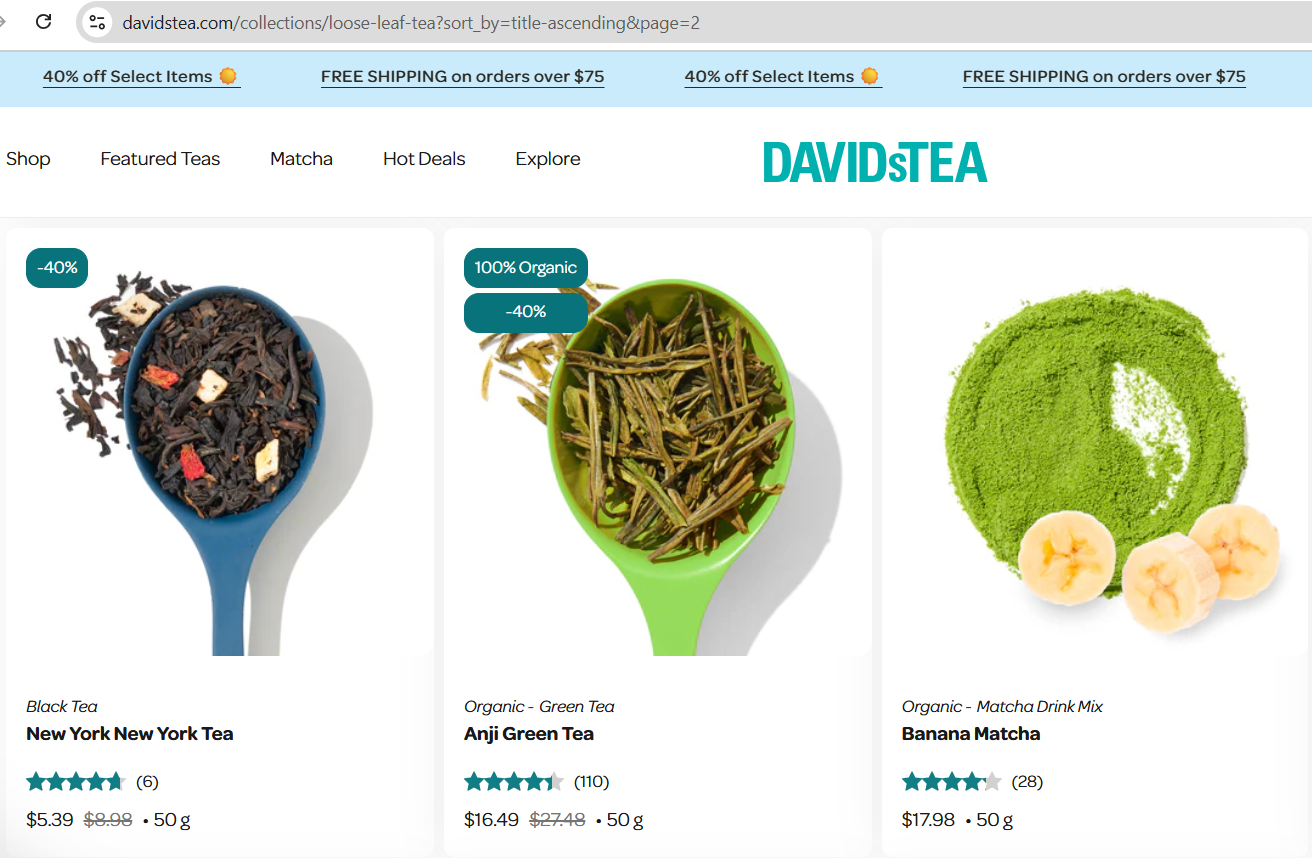 davidstea.com/collections/loose-leaf-tea?sort_by=title-ascending&page=2
40% off Select Items FREE SHIPPING on orders over $75 40% off Select Items FREE SHIPPING on orders over $75
Shop Featured Teas Matcha Hot Deals Explore DAVIDsTEA
-40%
100% Organic
-40%
Black Tea
New York New York Tea
(6)
$5.39 $8.98 • 50 g
Organic - Green Tea
Anji Green Tea
(110)
$16.49 $27.48 • 50 g
Organic - Matcha Drink Mix
Banana Matcha
(28)
$17.98 • 50 g